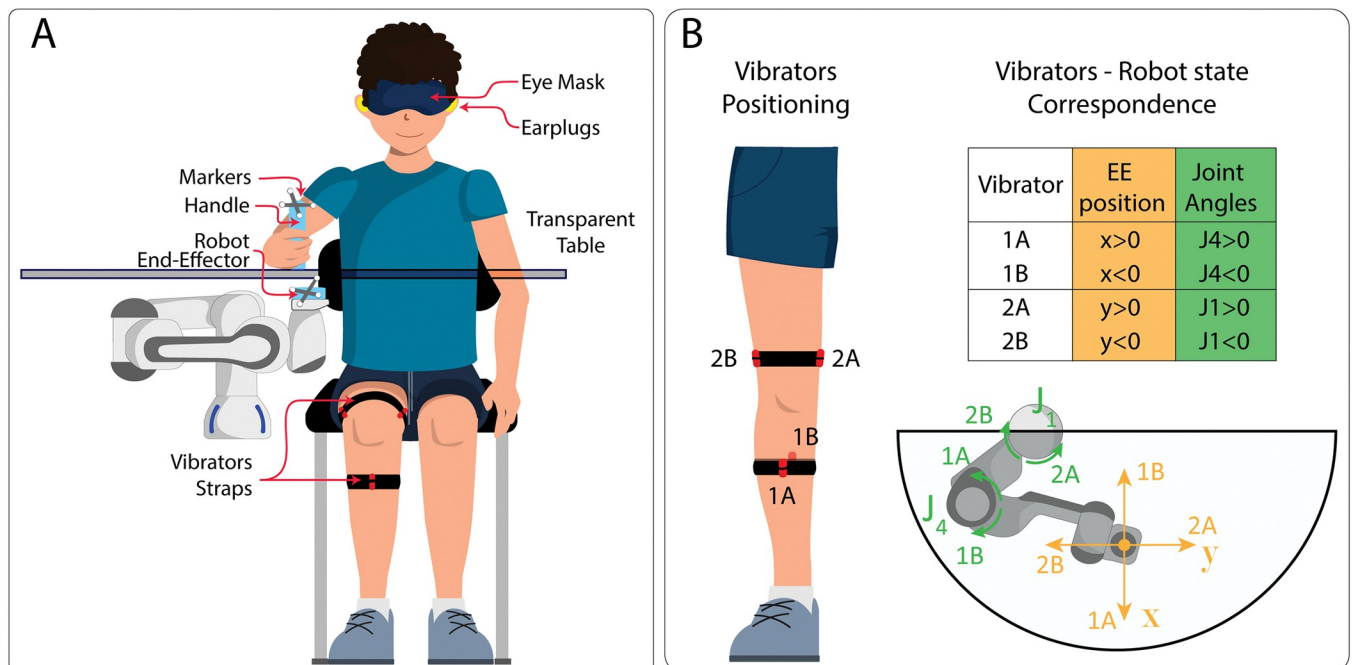 A
Eye Mask
Earplugs
Markers
Handle
Robot
End-Effector
Transparent
Table
Vibrators
Straps
B
Vibrators
Positioning
2B
2A
1B
1A
Vibrators - Robot state
Correspondence
Vibrator EE position Joint Angles
1A x>0 J4>0
1B x<0 J4<0
2A y>0 J1>0
2B y<0 J1<0
J1
2B
1A
2A
J4
1B
1B
2A
y
2B
1A x